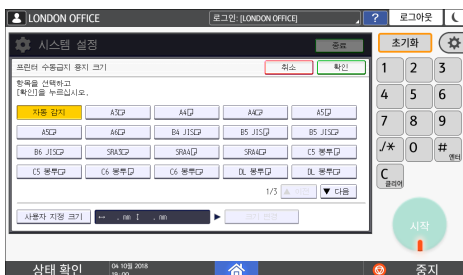 LONDON OFFICE
로그인: [LONDON OFFICE]
?
로그아웃
시스템 설정
종료
초기화
프린터 수동급지 용지 크기
취소
확인
항목을 선택하고
[확인]을 누르십시오.
자동 감지
A3
A4
A4
A5
A5
A6
B4 JIS
B5 JIS
B5 JIS
B6 JIS
SRA3
SRA4
SRA4
C5 봉투
C5 봉투
C6 봉투
C6 봉투
DL 봉투
DL 봉투
1/3
▲ 이전
▼ 다음
사용자 지정 크기
↔ . mm
. mm
▶
크기 변경
1 2 3
4 5 6
7 8 9
./* 0 #
엔터
C
클리어
시작
상태 확인
04 10월 2018
중지